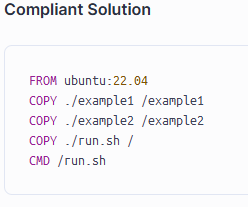 Compliant Solution
FROM ubuntu:22.04
COPY ./example1 /example1
COPY ./example2 /example2
COPY ./run.sh /
CMD /run.sh